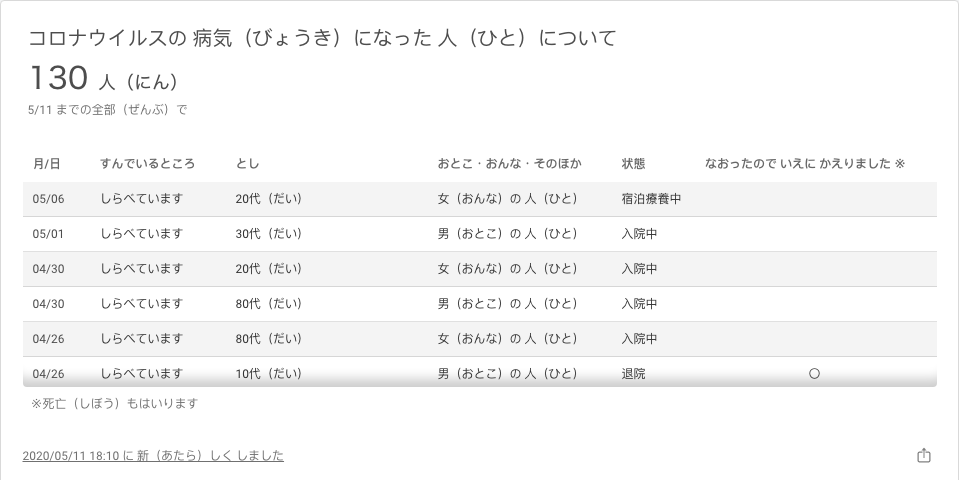 コロナウイルスの 病気（びょうき）になった 人（ひと）について
130 人（にん）
5/11 までの全部（ぜんぶ）で
月/日 すんでいるところ とし おとこ・おんな・そのほか 状態 なおったので いえに かえりました ※
05/06 しらべています 20代（だい） 女（おんな）の 人（ひと） 宿泊療養中
05/01 しらべています 30代（だい） 男（おとこ）の 人（ひと） 入院中
04/30 しらべています 20代（だい） 女（おんな）の 人（ひと） 入院中
04/30 しらべています 80代（だい） 男（おとこ）の 人（ひと） 入院中
04/26 しらべています 80代（だい） 女（おんな）の 人（ひと） 入院中
04/26 しらべています 10代（だい） 男（おとこ）の 人（ひと） 退院 〇
※死亡（しぼう）もはいります
2020/05/11 18:10 に 新（あたら）しく しました